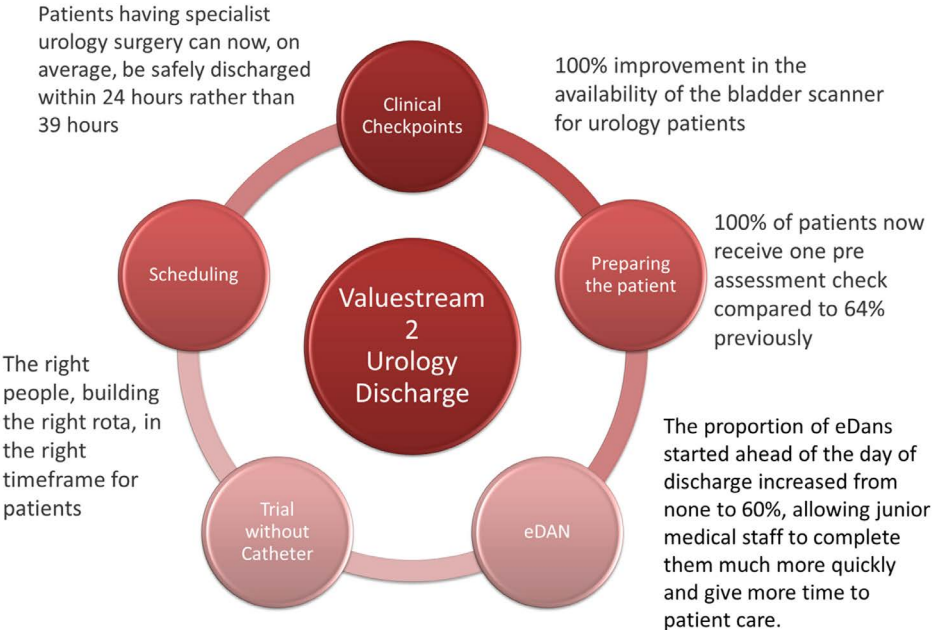 Patients having specialist
urology surgery can now, on
average, be safely discharged
within 24 hours rather than
39 hours
Clinical
Checkpoints
100% improvement in the
availability of the bladder scanner
for urology patients
Preparing
the patient
100% of patients now
receive one pre
assessment check
compared to 64%
previously
Scheduling
Valuestream
2
Urology
Discharge
The right
people, building
the right rota, in
the right
timeframe for
patients
Trial
without
Catheter
eDAN
The proportion of eDans
started ahead of the day of
discharge increased from
none to 60%, allowing junior
medical staff to complete
them much more quickly
and give more time to
patient care.